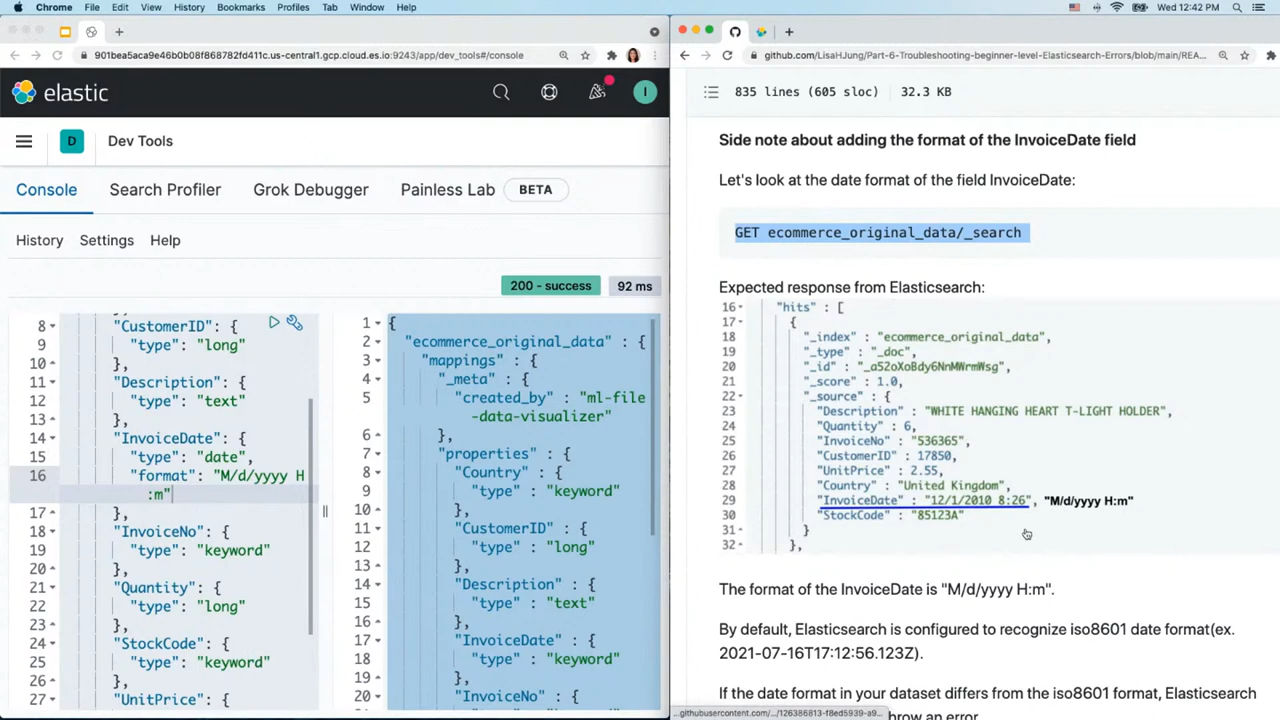 Chrome File Edit View History Bookmarks Profiles Tab Window Help Wed 12:42 PM
901bea5aca9e46b0b08f868782fd411c.us-central1.gcp.cloud.es.io:9243/app/dev_tools#/console
elastic
D Dev Tools
Console Search Profiler Grok Debugger Painless Lab BETA
History Settings Help
200 - success 92 ms
8 "CustomerID": {
9 "type": "long"
10 },
11 "Description": {
12 "type": "text"
13 },
14 "InvoiceDate": {
15 "type": "date",
16 "format": "M/d/yyyy H
:m"
17 },
18 "InvoiceNo": {
19 "type": "keyword"
20 },
21 "Quantity": {
22 "type": "long"
23 },
24 "StockCode": {
25 "type": "keyword"
26 },
27 "UnitPrice": {
1 {
2 "ecommerce_original_data" : {
3 "mappings" : {
4 "_meta" : {
5 "created_by" : "ml-file
-data-visualizer"
6 },
7 "properties" : {
8 "Country" : {
9 "type" : "keyword"
10 },
11 "CustomerID" : {
12 "type" : "long"
13 },
14 "Description" : {
15 "type" : "text"
16 },
17 "InvoiceDate" : {
18 "type" : "keyword"
19 },
20 "InvoiceNo" : {
github.com/LisaHJung/Part-6-Troubleshooting-beginner-level-Elasticsearch-Errors/blob/main/REA...
835 lines (605 sloc) 32.3 KB
Side note about adding the format of the InvoiceDate field
Let's look at the date format of the field InvoiceDate:
GET ecommerce_original_data/_search
Expected response from Elasticsearch:
16 "hits" : [
17 {
18 "_index" : "ecommerce_original_data",
19 "_type" : "_doc",
20 "_id" : "_a52oXoBdy6NnMWrmWsg",
21 "_score" : 1.0,
22 "_source" : {
23 "Description" : "WHITE HANGING HEART T-LIGHT HOLDER",
24 "Quantity" : 6,
25 "InvoiceNo" : "536365",
26 "CustomerID" : 17850,
27 "UnitPrice" : 2.55,
28 "Country" : "United Kingdom",
29 "InvoiceDate" : "12/1/2010 8:26", "M/d/yyyy H:m"
30 "StockCode" : "85123A"
31 }
32 },
The format of the InvoiceDate is "M/d/yyyy H:m".
By default, Elasticsearch is configured to recognize iso8601 date format(ex.
2021-07-16T17:12:56.123Z).
If the date format in your dataset differs from the iso8601 format, Elasticsearch
hrow an error
.githubusercontent.com/.../126386813-f8ed5939-a9...